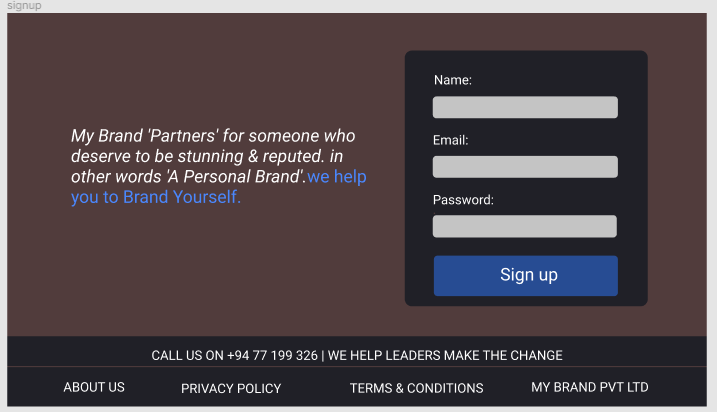 signup
My Brand 'Partners' for someone who
deserve to be stunning & reputed. in
other words 'A Personal Brand'.we help
you to Brand Yourself.
Name:
Email:
Password:
Sign up
CALL US ON +94 77 199 326 | WE HELP LEADERS MAKE THE CHANGE
ABOUT US PRIVACY POLICY TERMS & CONDITIONS MY BRAND PVT LTD